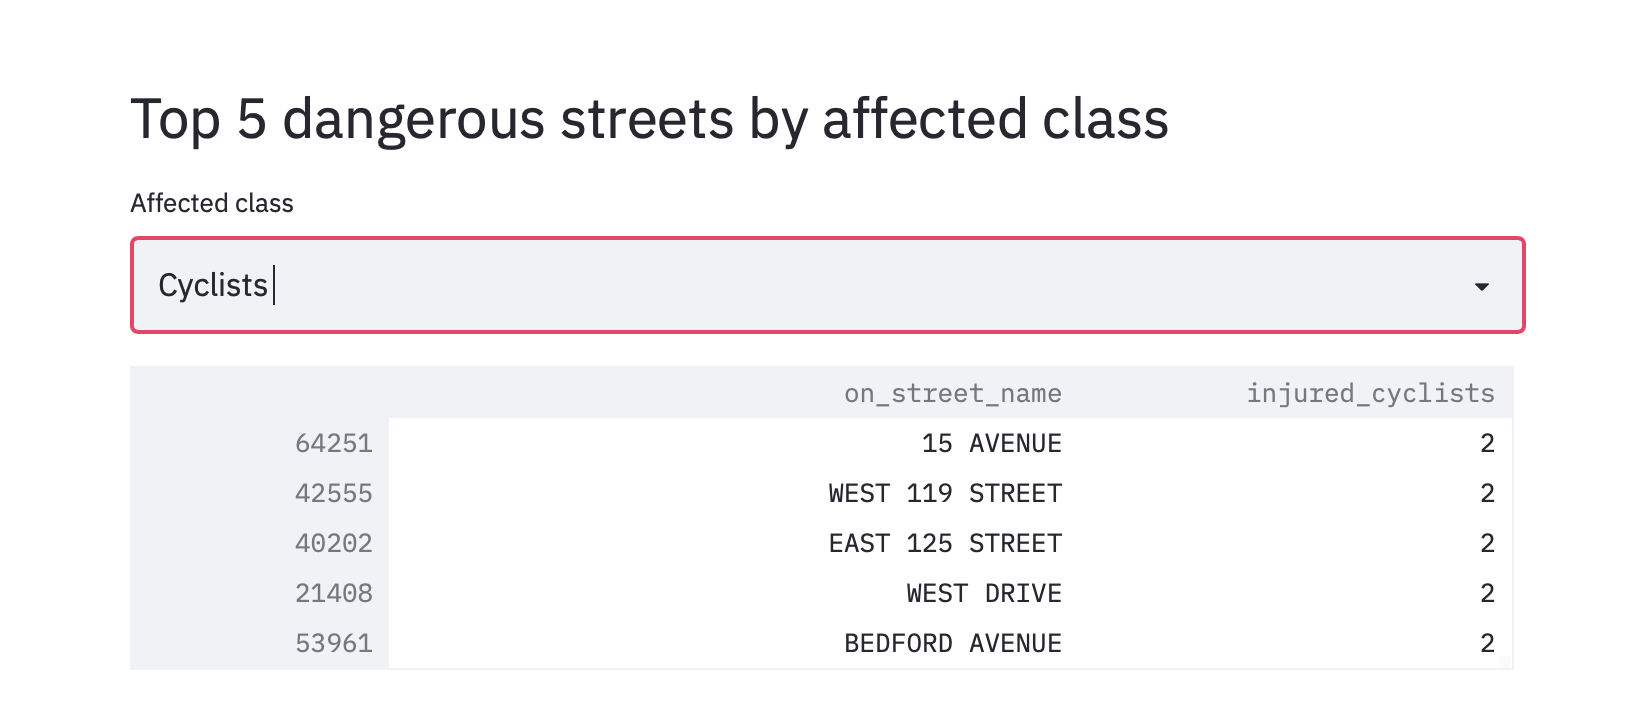 Top 5 dangerous streets by affected class
Affected class
Cyclists
on_street_name injured_cyclists
64251 15 AVENUE 2
42555 WEST 119 STREET 2
40202 EAST 125 STREET 2
21408 WEST DRIVE 2
53961 BEDFORD AVENUE 2